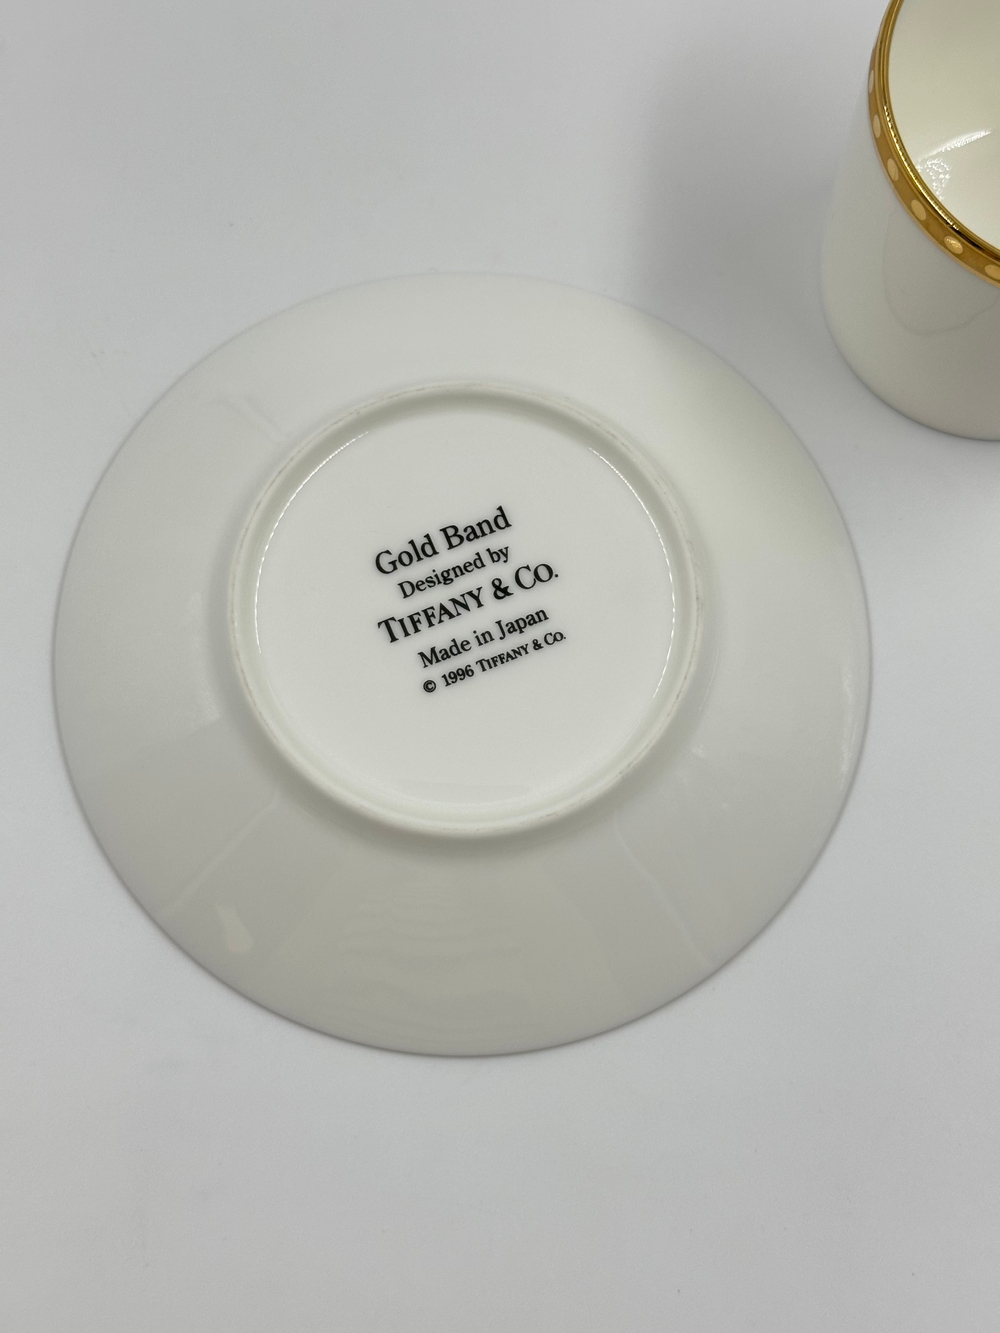 Gold Band
Designed by
TIFFANY & CO.
Made in Japan
© 1996 TIFFANY & CO.